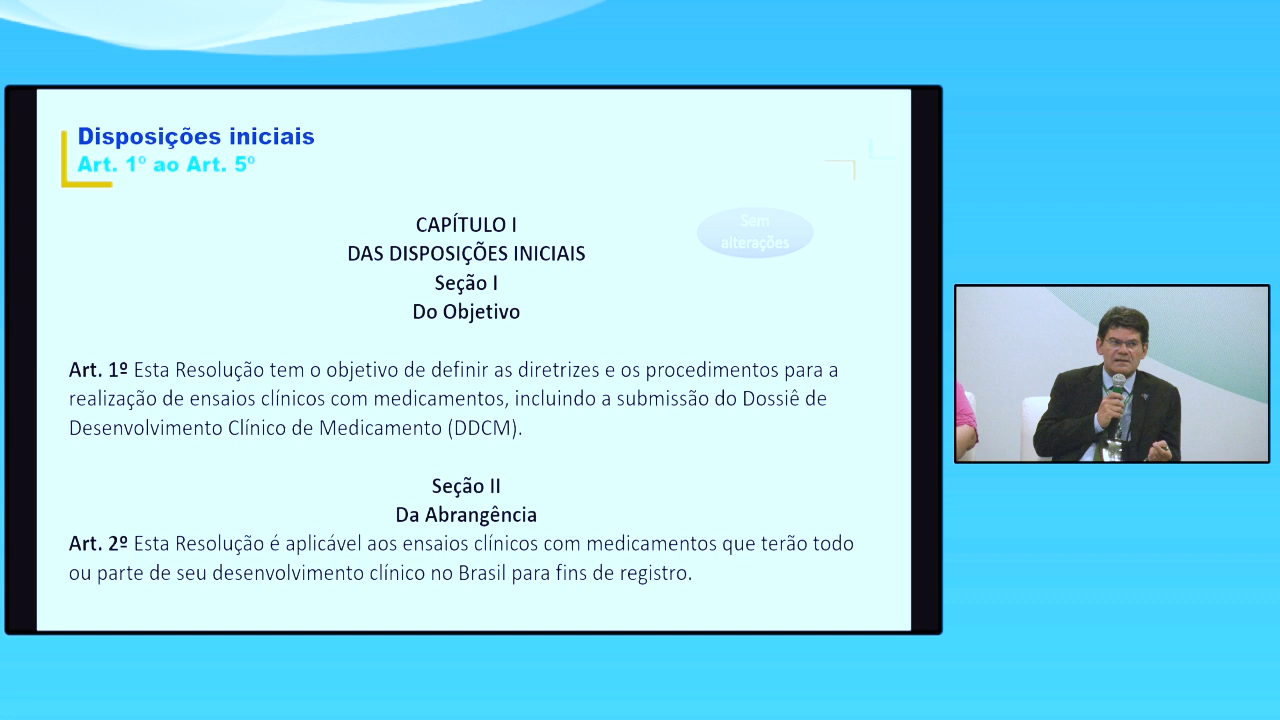 Disposições iniciais
Art. 1º ao Art. 5º
Sem
alterações
CAPÍTULO I
DAS DISPOSIÇÕES INICIAIS
Seção I
Do Objetivo
Art. 1º Esta Resolução tem o objetivo de definir as diretrizes e os procedimentos para a
realização de ensaios clínicos com medicamentos, incluindo a submissão do Dossiê de
Desenvolvimento Clínico de Medicamento (DDCM).
Seção II
Da Abrangência
Art. 2º Esta Resolução é aplicável aos ensaios clínicos com medicamentos que terão todo
ou parte de seu desenvolvimento clínico no Brasil para fins de registro.